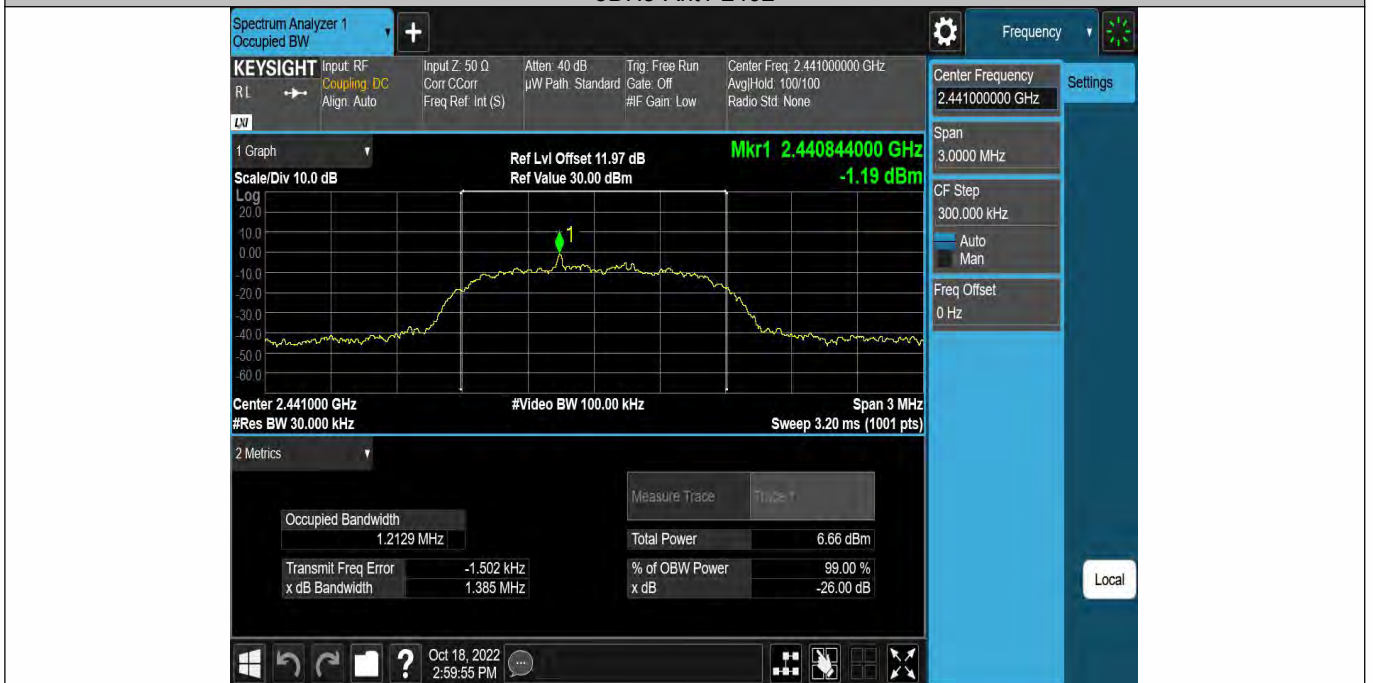 Spectrum Analyzer 1
Occupied BW
+
Frequency
KEYSIGHT
RL
LXI
Input: RF
Coupling: DC
Align: Auto
Input Z: 50 Ω
Corr CCorr
Freq Ref: Int (S)
Atten: 40 dB
µW Path: Standard
Trig: Free Run
Gate: Off
#IF Gain: Low
Center Freq: 2.441000000 GHz
Avg|Hold: 100/100
Radio Std: None
Center Frequency
2.441000000 GHz
Settings
Span
3.0000 MHz
CF Step
300.000 kHz
Auto
Man
Freq Offset
0 Hz
1 Graph
Scale/Div 10.0 dB
Ref Lvl Offset 11.97 dB
Ref Value 30.00 dBm
Mkr1 2.440844000 GHz
-1.19 dBm
Log
20.0
10.0
0.00
-10.0
-20.0
-30.0
-40.0
-50.0
-60.0
1
Center 2.441000 GHz
#Res BW 30.000 kHz
#Video BW 100.00 kHz
Span 3 MHz
Sweep 3.20 ms (1001 pts)
2 Metrics
Measure Trace
Trace 1
Occupied Bandwidth
1.2129 MHz
Total Power 6.66 dBm
Transmit Freq Error -1.502 kHz
% of OBW Power 99.00 %
x dB Bandwidth 1.385 MHz
x dB -26.00 dB
Local
?
Oct 18, 2022
2:59:55 PM